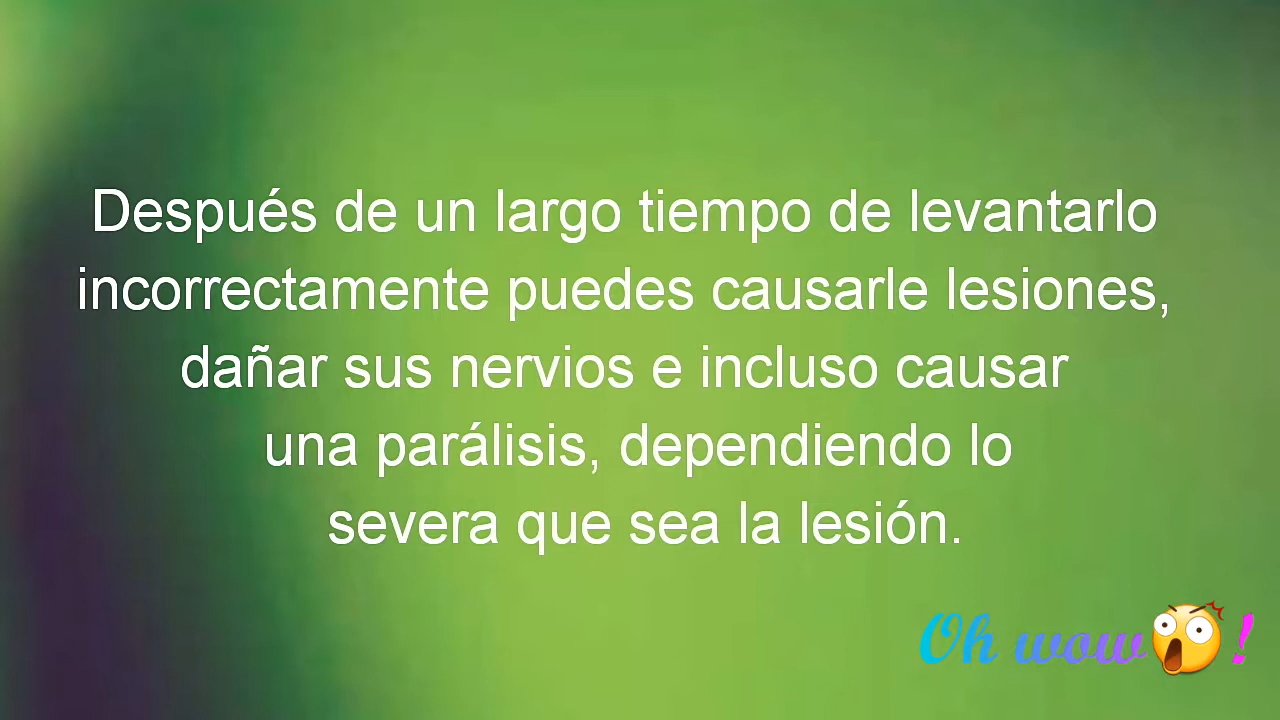 Después de un largo tiempo de levantarlo
incorrectamente puedes causarle lesiones,
dañar sus nervios e incluso causar
una parálisis, dependiendo lo
severa que sea la lesión.
Oh wow😲!